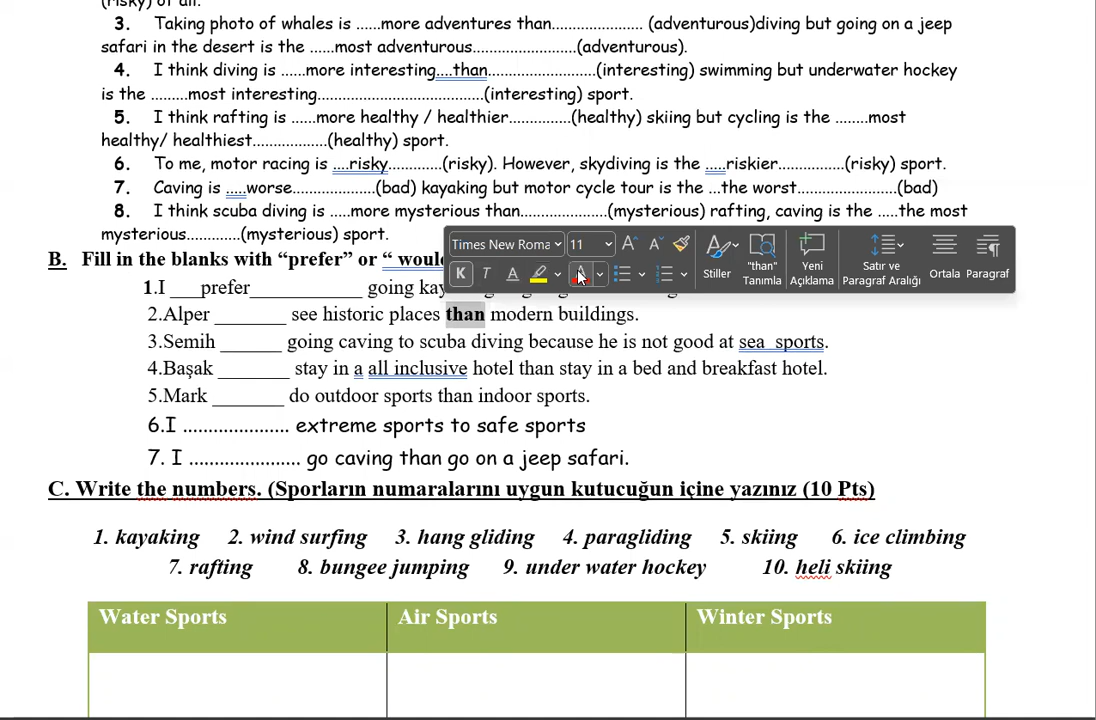 (risky) of all.
3. Taking photo of whales is ......more adventures than...................... (adventurous)diving but going on a jeep
safari in the desert is the ......most adventurous.........................(adventurous).
4. I think diving is ......more interesting....than..........................(interesting) swimming but underwater hockey
is the .........most interesting........................................(interesting) sport.
5. I think rafting is ......more healthy / healthier...............(healthy) skiing but cycling is the ........most
healthy/ healthiest..................(healthy) sport.
6. To me, motor racing is ....risky.............(risky). However, skydiving is the .....riskier................(risky) sport.
7. Caving is .....worse....................(bad) kayaking but motor cycle tour is the ...the worst........................(bad)
8. I think scuba diving is .....more mysterious than.....................(mysterious) rafting, caving is the .....the most
mysterious.............(mysterious) sport.
Times New Roma 11
B. Fill in the blanks with “prefer” or “ woul
K T A A Stiller "than" Tanımla Yeni Açıklama Satır ve Paragraf Aralığı Ortala Paragraf
1.I ___prefer____________ going kay
2.Alper _______ see historic places than modern buildings.
3.Semih ______ going caving to scuba diving because he is not good at sea sports.
4.Başak _______ stay in a all inclusive hotel than stay in a bed and breakfast hotel.
5.Mark _______ do outdoor sports than indoor sports.
6.I ..................... extreme sports to safe sports
7. I ...................... go caving than go on a jeep safari.
C. Write the numbers. (Sporların numaralarını uygun kutucuğun içine yazınız (10 Pts)
1. kayaking 2. wind surfing 3. hang gliding 4. paragliding 5. skiing 6. ice climbing
7. rafting 8. bungee jumping 9. under water hockey 10. heli skiing
Water Sports Air Sports Winter Sports